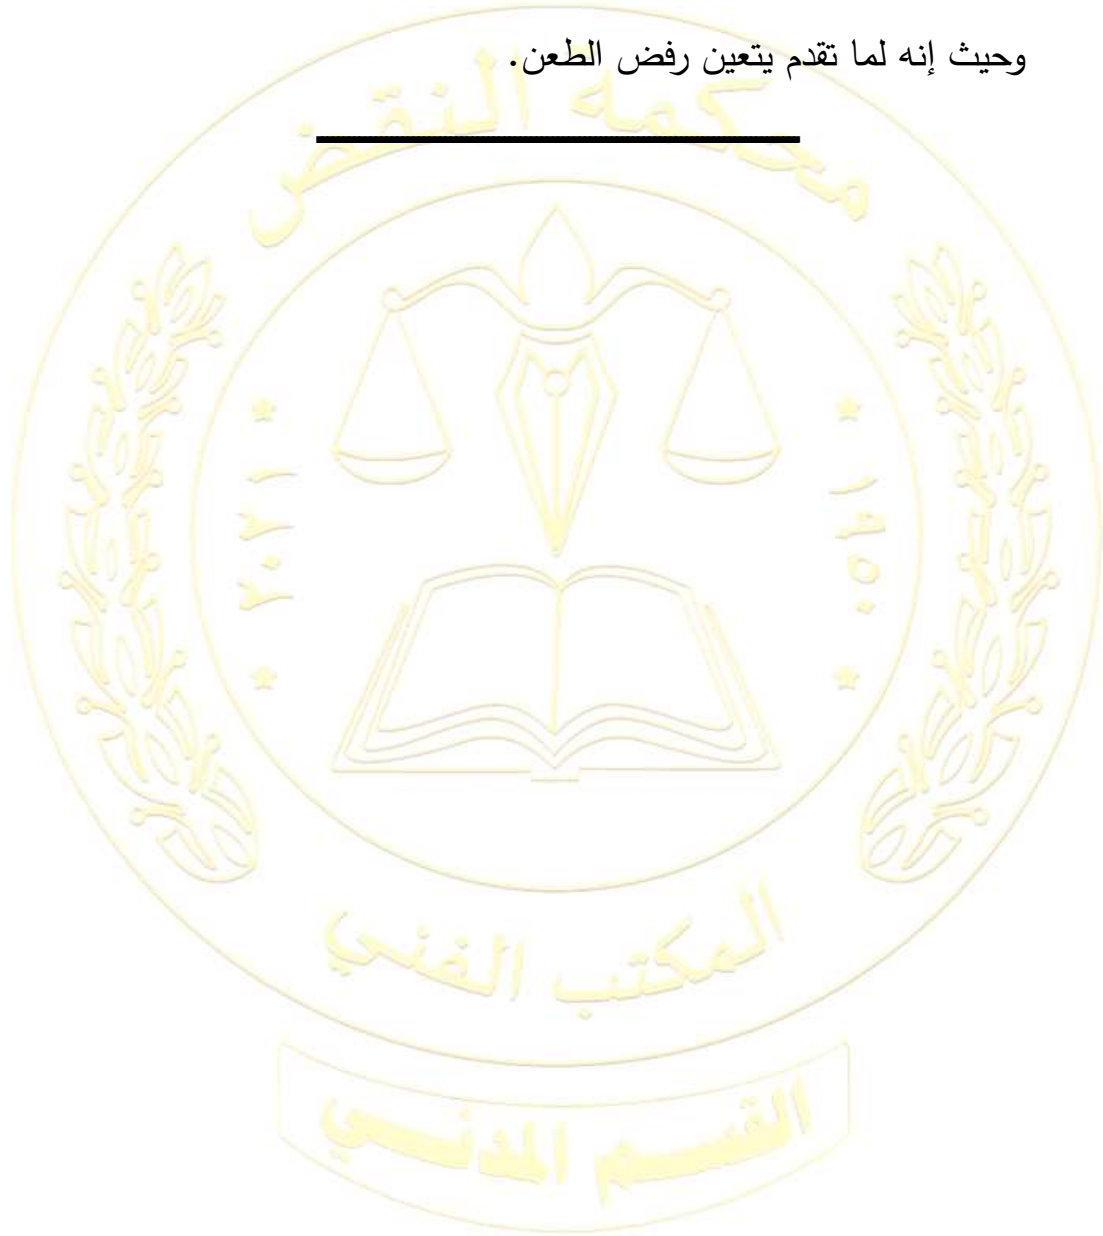 وحيث إنه لما تقدم يتعين رفض الطعن.
محكمة النقض
٢٠٢١
١٩٥٠
المكتب الفني
القسم المدني